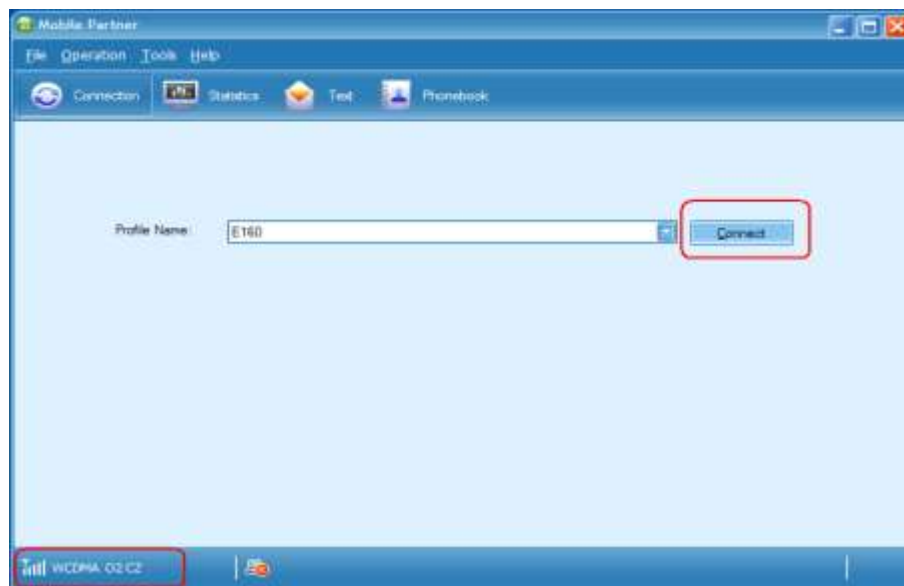 Mobile Partner
File Operation Tools Help
Connection Statistics Text Phonebook
Profile Name: E160 Connect
WCDMA O2 CZ